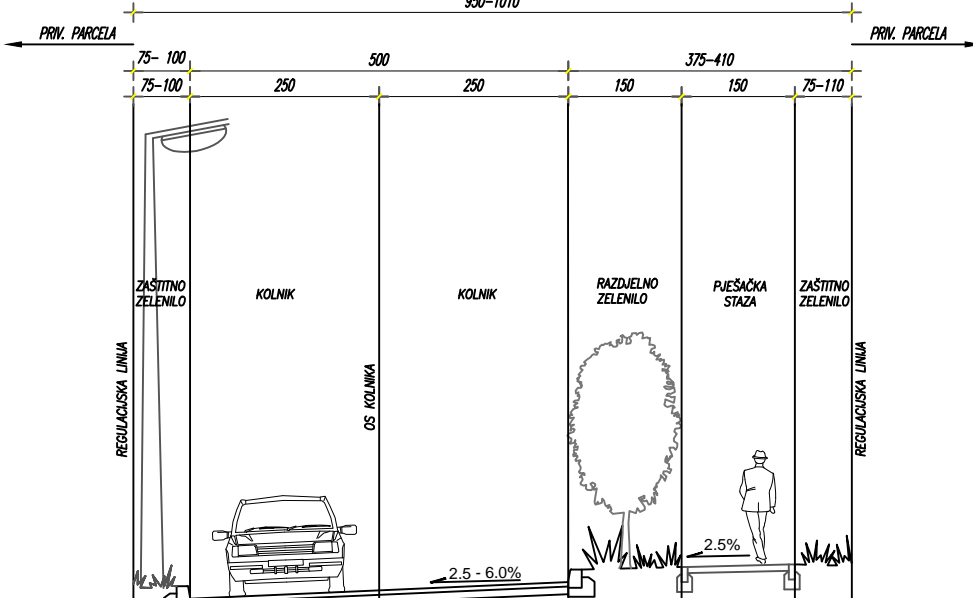 950-1010
PRIV. PARCELA
PRIV. PARCELA
75- 100
500
375-410
75-100
250
250
150
150
75-110
ZAŠTITNO
ZELENILO
KOLNIK
KOLNIK
RAZDJELNO
ZELENILO
PJEŠAČKA
STAZA
ZAŠTITNO
ZELENILO
REGULACIJSKA LINIJA
OS KOLNIKA
REGULACIJSKA LINIJA
2.5%
2.5 - 6.0%